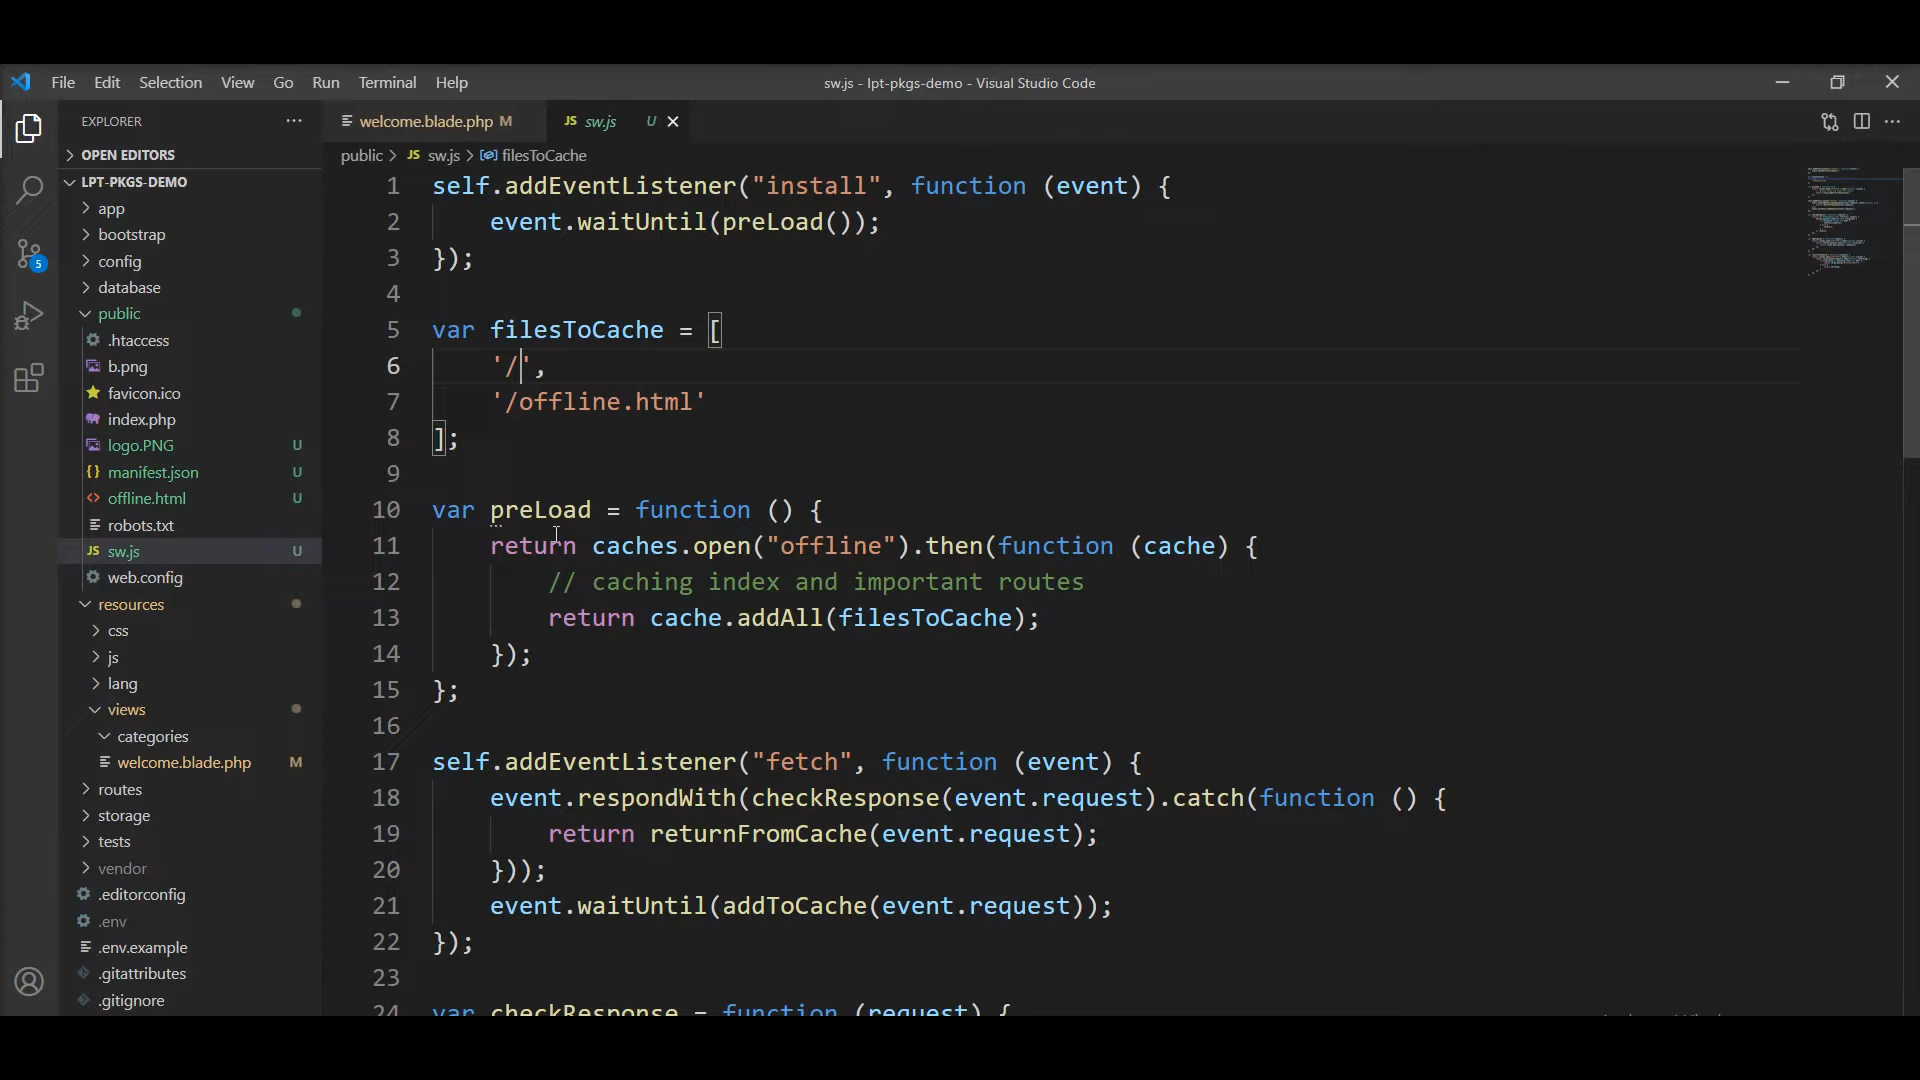 File Edit Selection View Go Run Terminal Help
sw.js - lpt-pkgs-demo - Visual Studio Code
EXPLORER ···
OPEN EDITORS
LPT-PKGS-DEMO
app
bootstrap
config
database
public
.htaccess
b.png
favicon.ico
index.php
logo.PNG U
manifest.json U
offline.html U
robots.txt
sw.js U
web.config
resources
css
js
lang
views
categories
welcome.blade.php M
routes
storage
tests
vendor
.editorconfig
.env
.env.example
.gitattributes
.gitignore
5
welcome.blade.php M
JS sw.js U
public > JS sw.js > filesToCache
1 self.addEventListener("install", function (event) {
2 event.waitUntil(preLoad());
3 });
4
5 var filesToCache = [
6 '/',
7 '/offline.html'
8 ];
9
10 var preLoad = function () {
11 return caches.open("offline").then(function (cache) {
12 // caching index and important routes
13 return cache.addAll(filesToCache);
14 });
15 };
16
17 self.addEventListener("fetch", function (event) {
18 event.respondWith(checkResponse(event.request).catch(function () {
19 return returnFromCache(event.request);
20 }));
21 event.waitUntil(addToCache(event.request));
22 });
23
24 var checkResponse = function (request) {